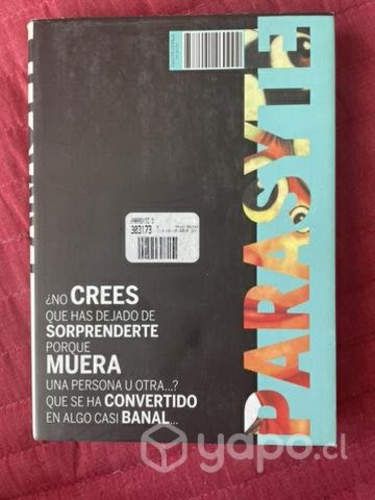 PARASYTE
303173
¿NO CREES
QUE HAS DEJADO DE
SORPRENDERTE
PORQUE
MUERA
UNA PERSONA U OTRA...?
QUE SE HA CONVERTIDO
EN ALGO CASI BANAL...
yapo.cl